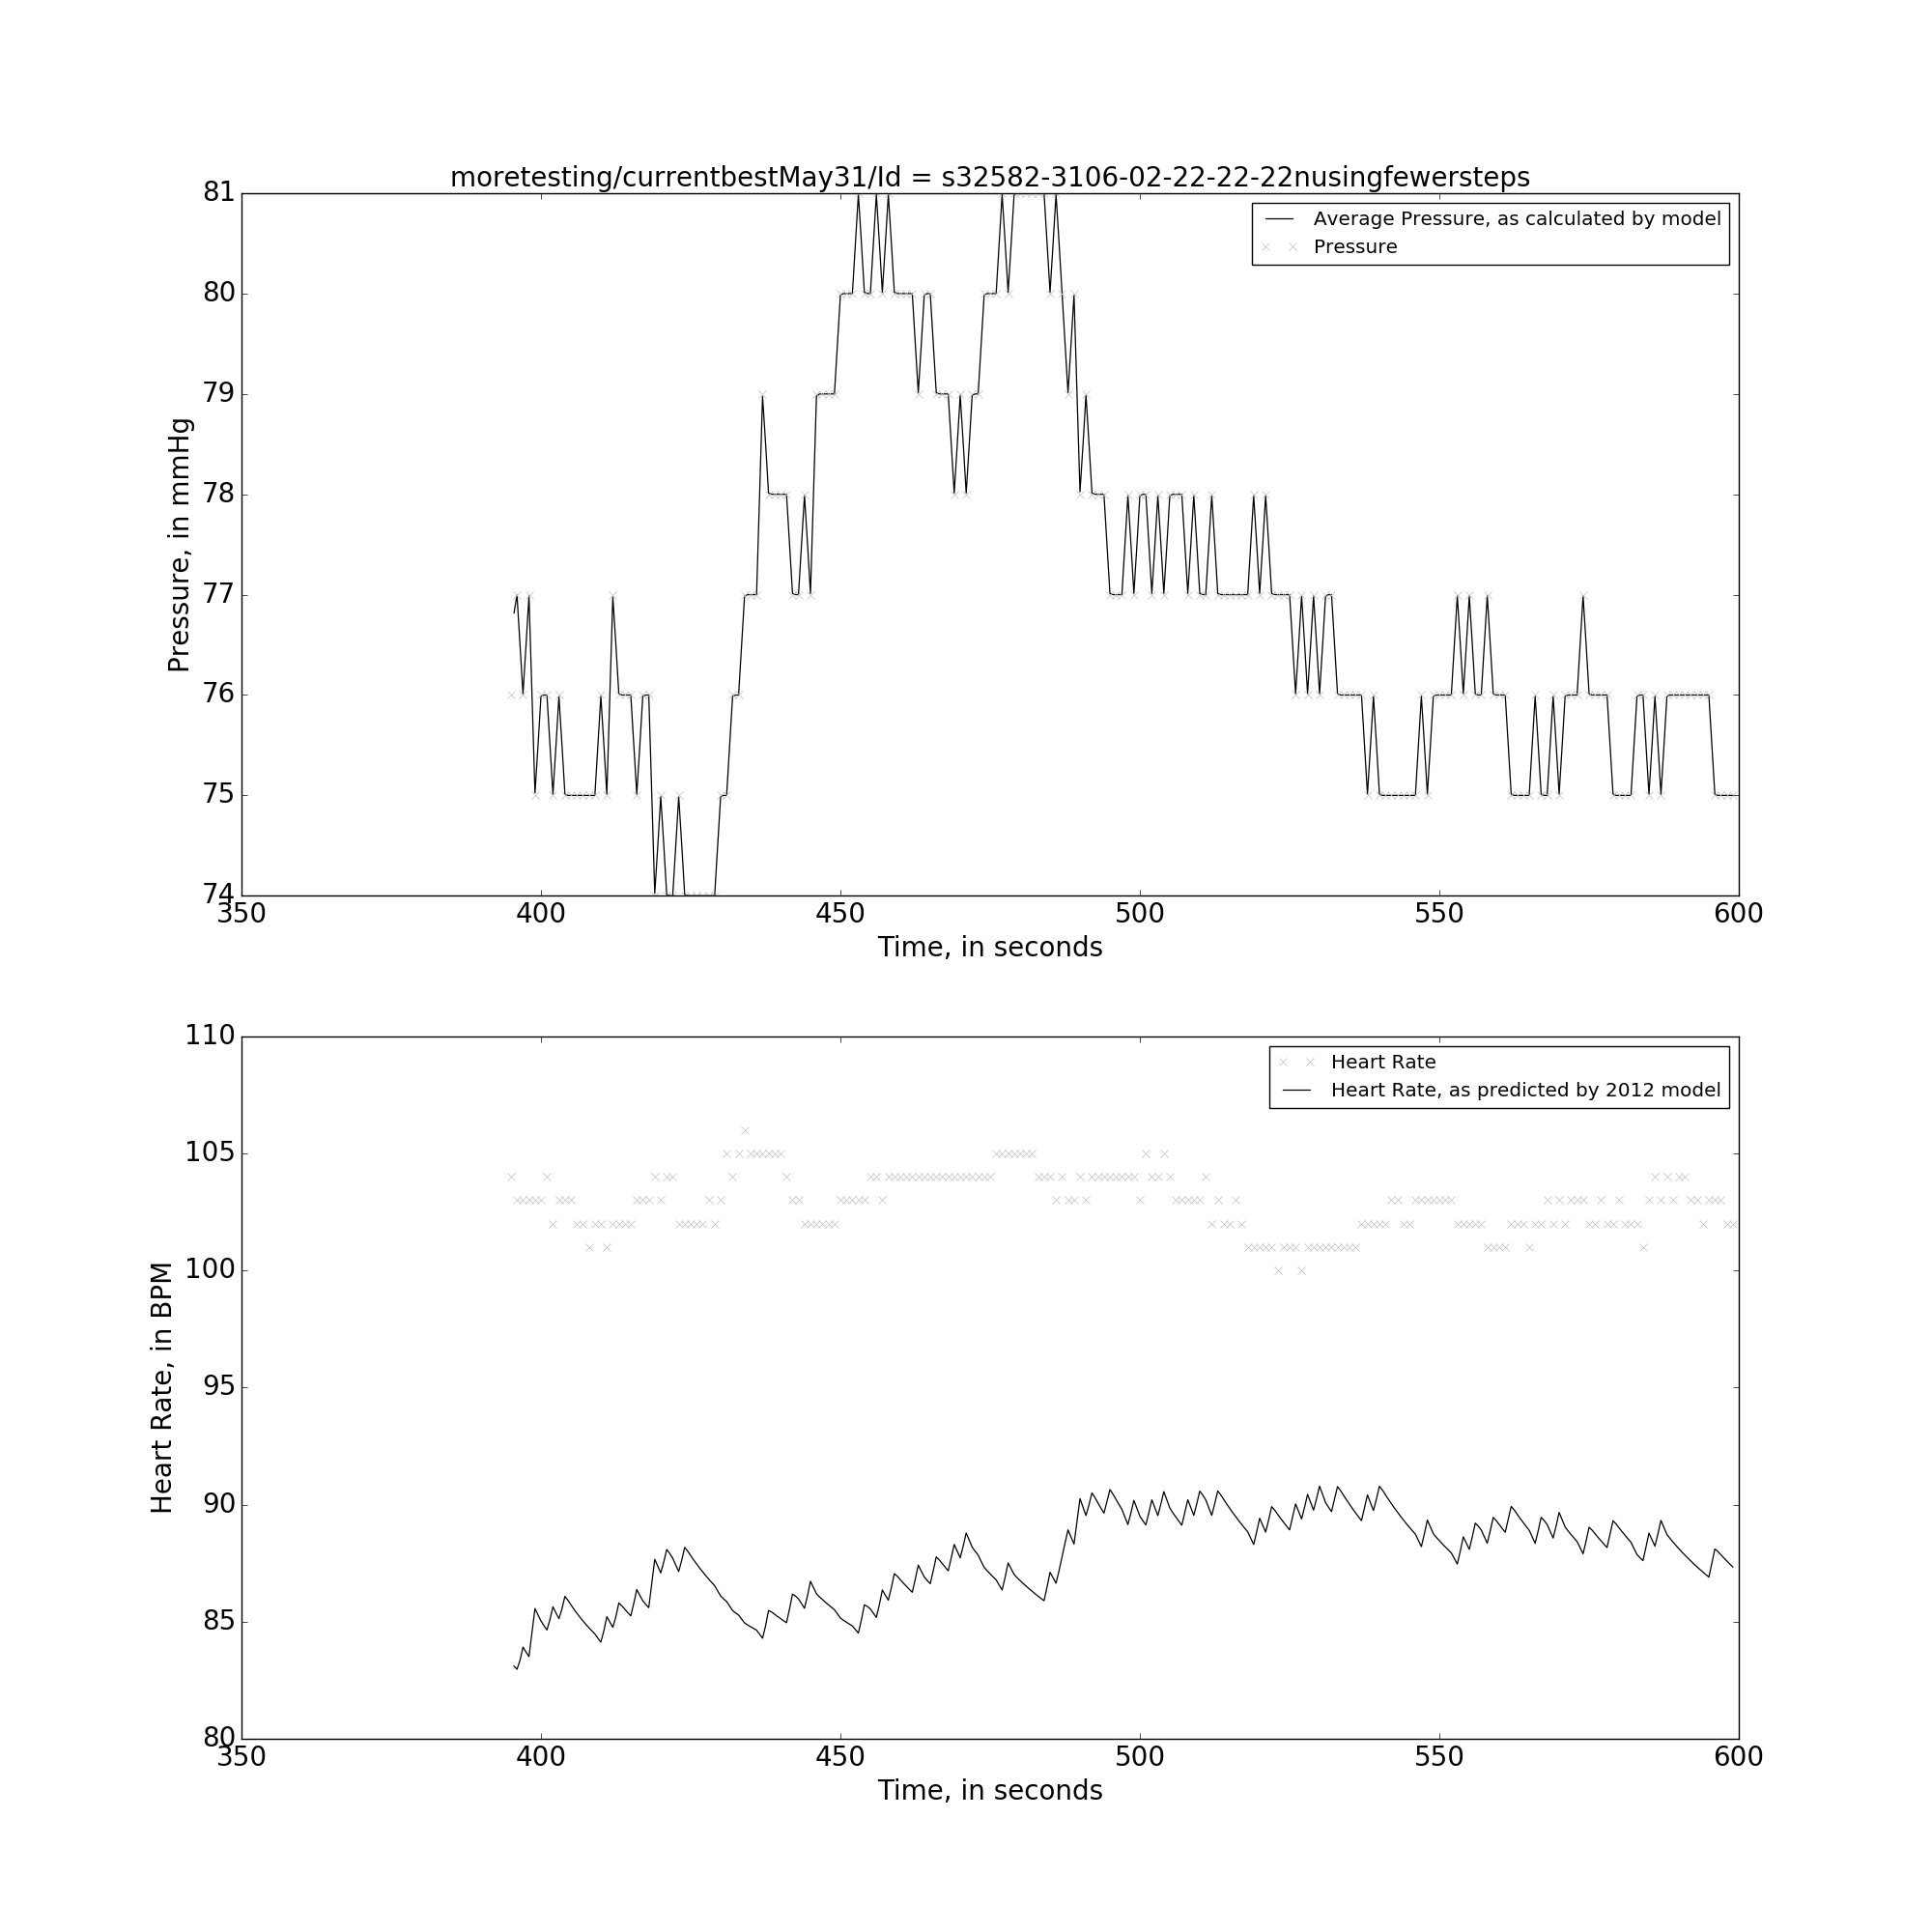 moretesting/currentbestMay31/Id = s32582-3106-02-22-22-22nusingfewersteps
81
80
79
78
77
76
75
74
Pressure, in mmHg
Average Pressure, as calculated by model
Pressure
350 400 450 500 550 600
Time, in seconds
110
105
100
95
90
85
80
Heart Rate, in BPM
Heart Rate
Heart Rate, as predicted by 2012 model
350 400 450 500 550 600
Time, in seconds